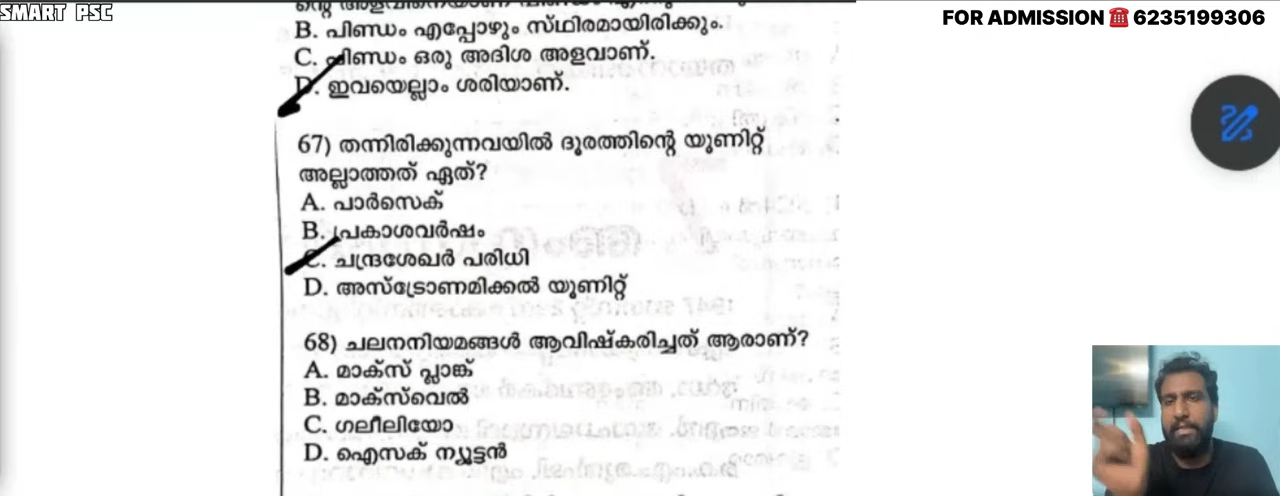 SMART PSC
FOR ADMISSION ☎ 6235199306
B. പിണ്ഡം എപ്പോഴും സ്ഥിരമായിരിക്കും.
C. പിണ്ഡം ഒരു അദിശ അളവാണ്.
D. ഇവയെല്ലാം ശരിയാണ്.
67) തന്നിരിക്കുന്നവയിൽ ദൂരത്തിന്റെ യൂണിറ്റ്
അല്ലാത്തത് ഏത്?
A. പാർസെക്
B. പ്രകാശവർഷം
C. ചന്ദ്രശേഖർ പരിധി
D. അസ്ട്രോണമിക്കൽ യൂണിറ്റ്
68) ചലനനിയമങ്ങൾ ആവിഷ്കരിച്ചത് ആരാണ്?
A. മാക്സ് പ്ലാങ്ക്
B. മാക്സ്‌വെൽ
C. ഗലീലിയോ
D. ഐസക് ന്യൂട്ടൻ